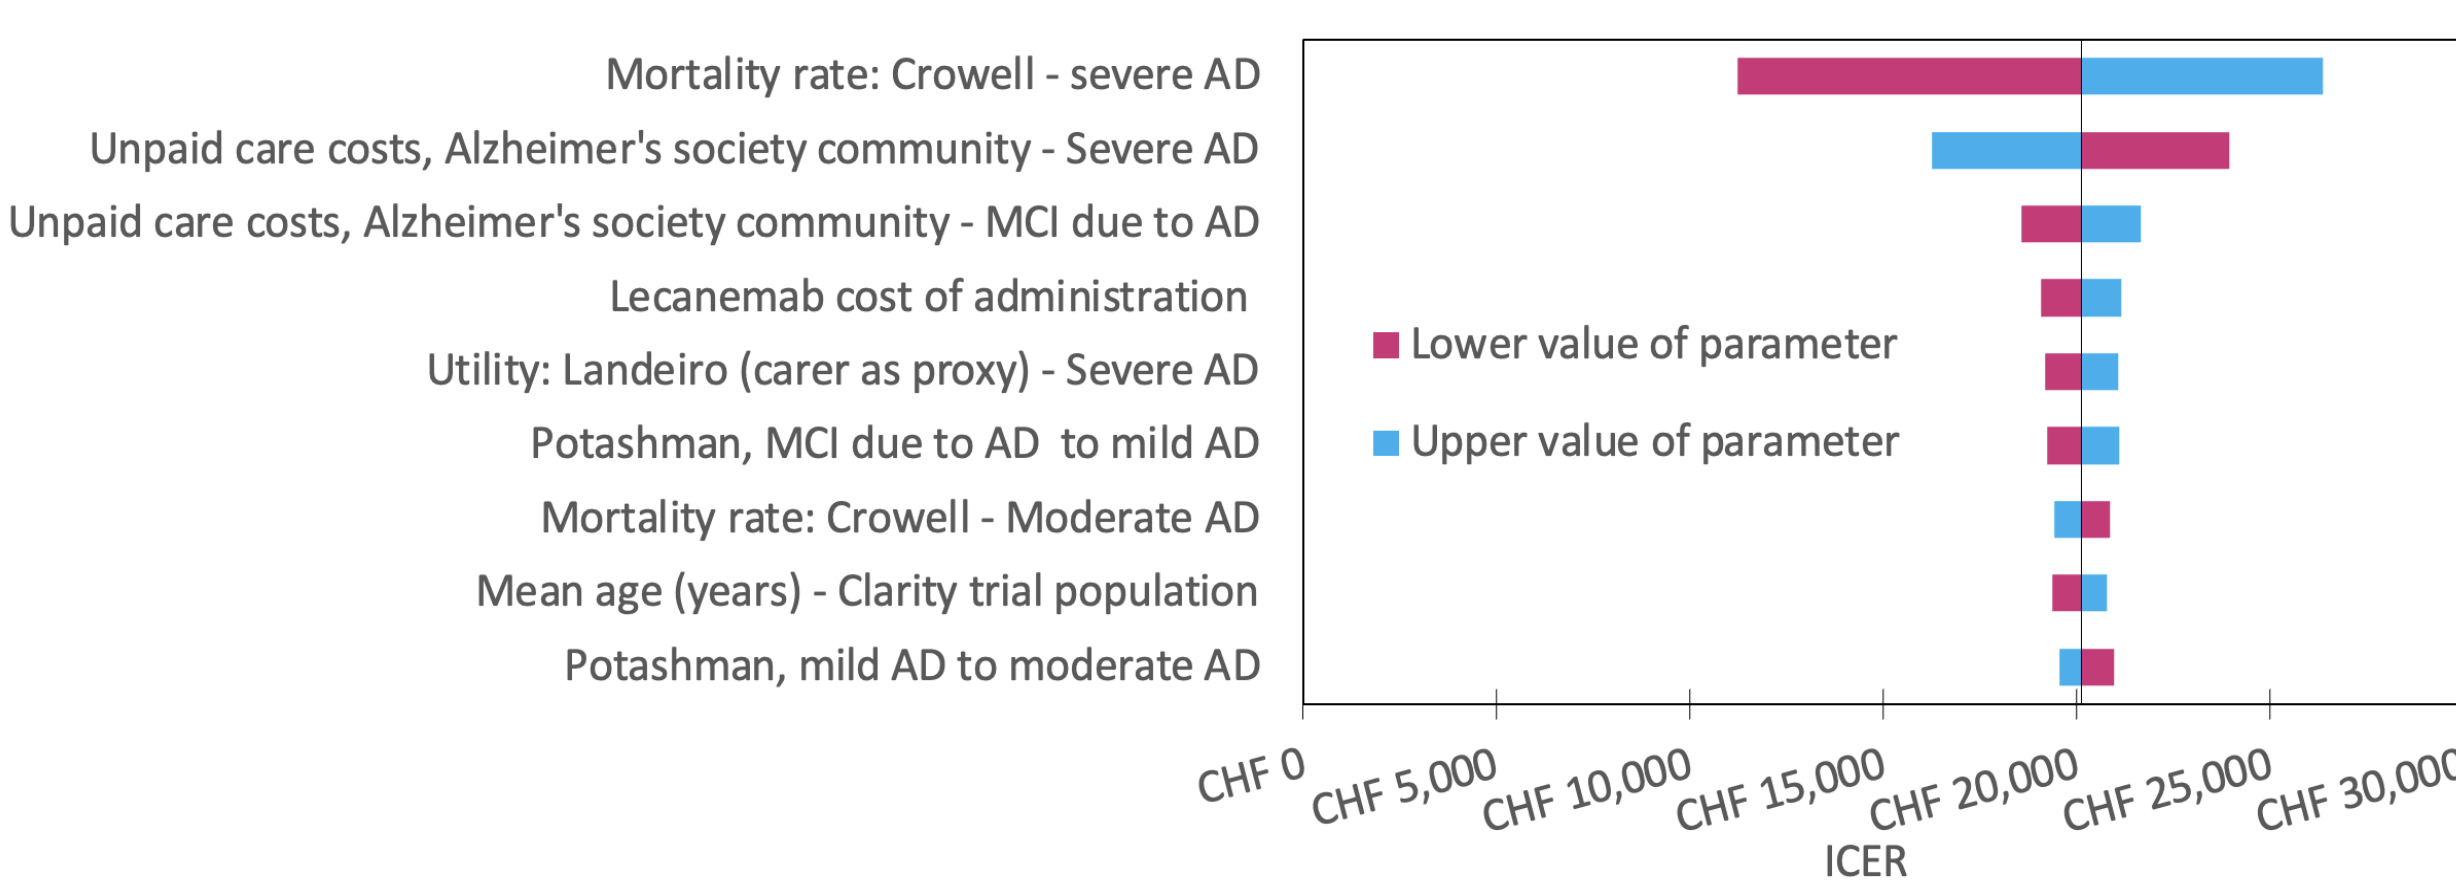 Mortality rate: Crowell - severe AD
Unpaid care costs, Alzheimer's society community - Severe AD
Unpaid care costs, Alzheimer's society community - MCI due to AD
Lecanemab cost of administration
Utility: Landeiro (carer as proxy) - Severe AD
Potashman, MCI due to AD  to mild AD
Mortality rate: Crowell - Moderate AD
Mean age (years) - Clarity trial population
Potashman, mild AD to moderate AD
Lower value of parameter
Upper value of parameter
CHF 0
CHF 5,000
CHF 10,000
CHF 15,000
CHF 20,000
CHF 25,000
CHF 30,000
ICER